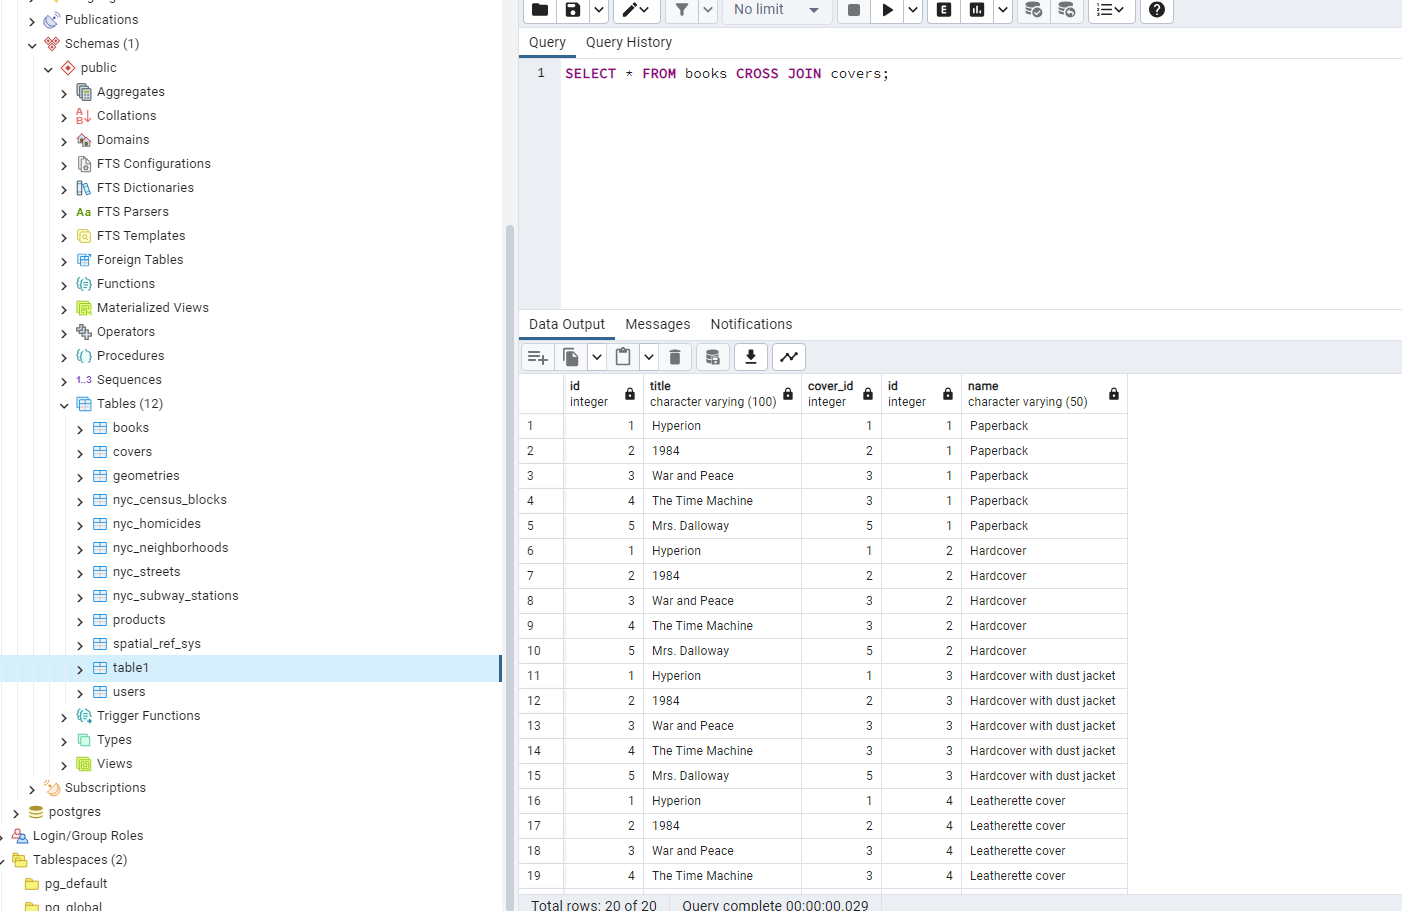 Publications
Schemas (1)
public
Aggregates
Collations
Domains
FTS Configurations
FTS Dictionaries
Aa FTS Parsers
FTS Templates
Foreign Tables
Functions
Materialized Views
Operators
Procedures
1..3 Sequences
Tables (12)
books
covers
geometries
nyc_census_blocks
nyc_homicides
nyc_neighborhoods
nyc_streets
nyc_subway_stations
products
spatial_ref_sys
table1
users
Trigger Functions
Types
Views
Subscriptions
postgres
Login/Group Roles
Tablespaces (2)
pg_default
pg_global
No limit
E
Query Query History
1 SELECT * FROM books CROSS JOIN covers;
Data Output Messages Notifications
id title cover_id id name
integer character varying (100) integer integer character varying (50)
1 1 Hyperion 1 1 Paperback
2 2 1984 2 1 Paperback
3 3 War and Peace 3 1 Paperback
4 4 The Time Machine 3 1 Paperback
5 5 Mrs. Dalloway 5 1 Paperback
6 1 Hyperion 1 2 Hardcover
7 2 1984 2 2 Hardcover
8 3 War and Peace 3 2 Hardcover
9 4 The Time Machine 3 2 Hardcover
10 5 Mrs. Dalloway 5 2 Hardcover
11 1 Hyperion 1 3 Hardcover with dust jacket
12 2 1984 2 3 Hardcover with dust jacket
13 3 War and Peace 3 3 Hardcover with dust jacket
14 4 The Time Machine 3 3 Hardcover with dust jacket
15 5 Mrs. Dalloway 5 3 Hardcover with dust jacket
16 1 Hyperion 1 4 Leatherette cover
17 2 1984 2 4 Leatherette cover
18 3 War and Peace 3 4 Leatherette cover
19 4 The Time Machine 3 4 Leatherette cover
Total rows: 20 of 20 Query complete 00:00:00.029